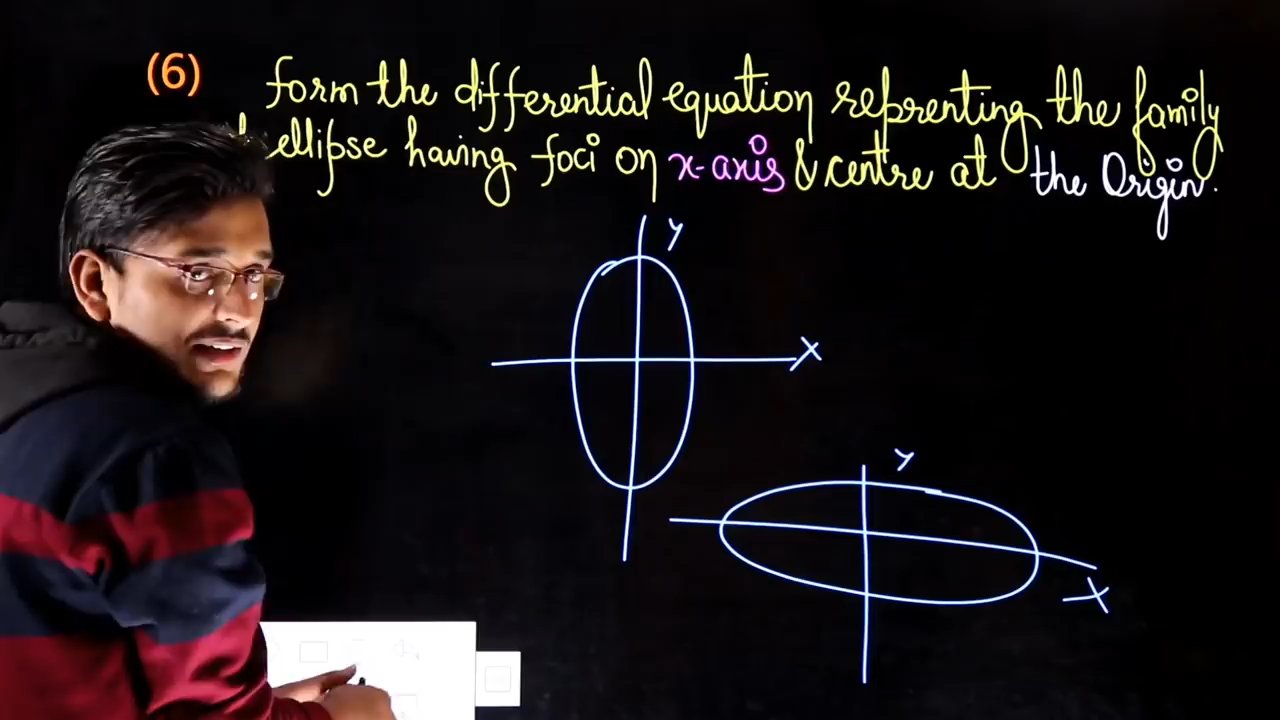 (6) form the differential equation reprenting the family
ellipse having foci on x-axis & centre at the Origin.
y
X
y
X